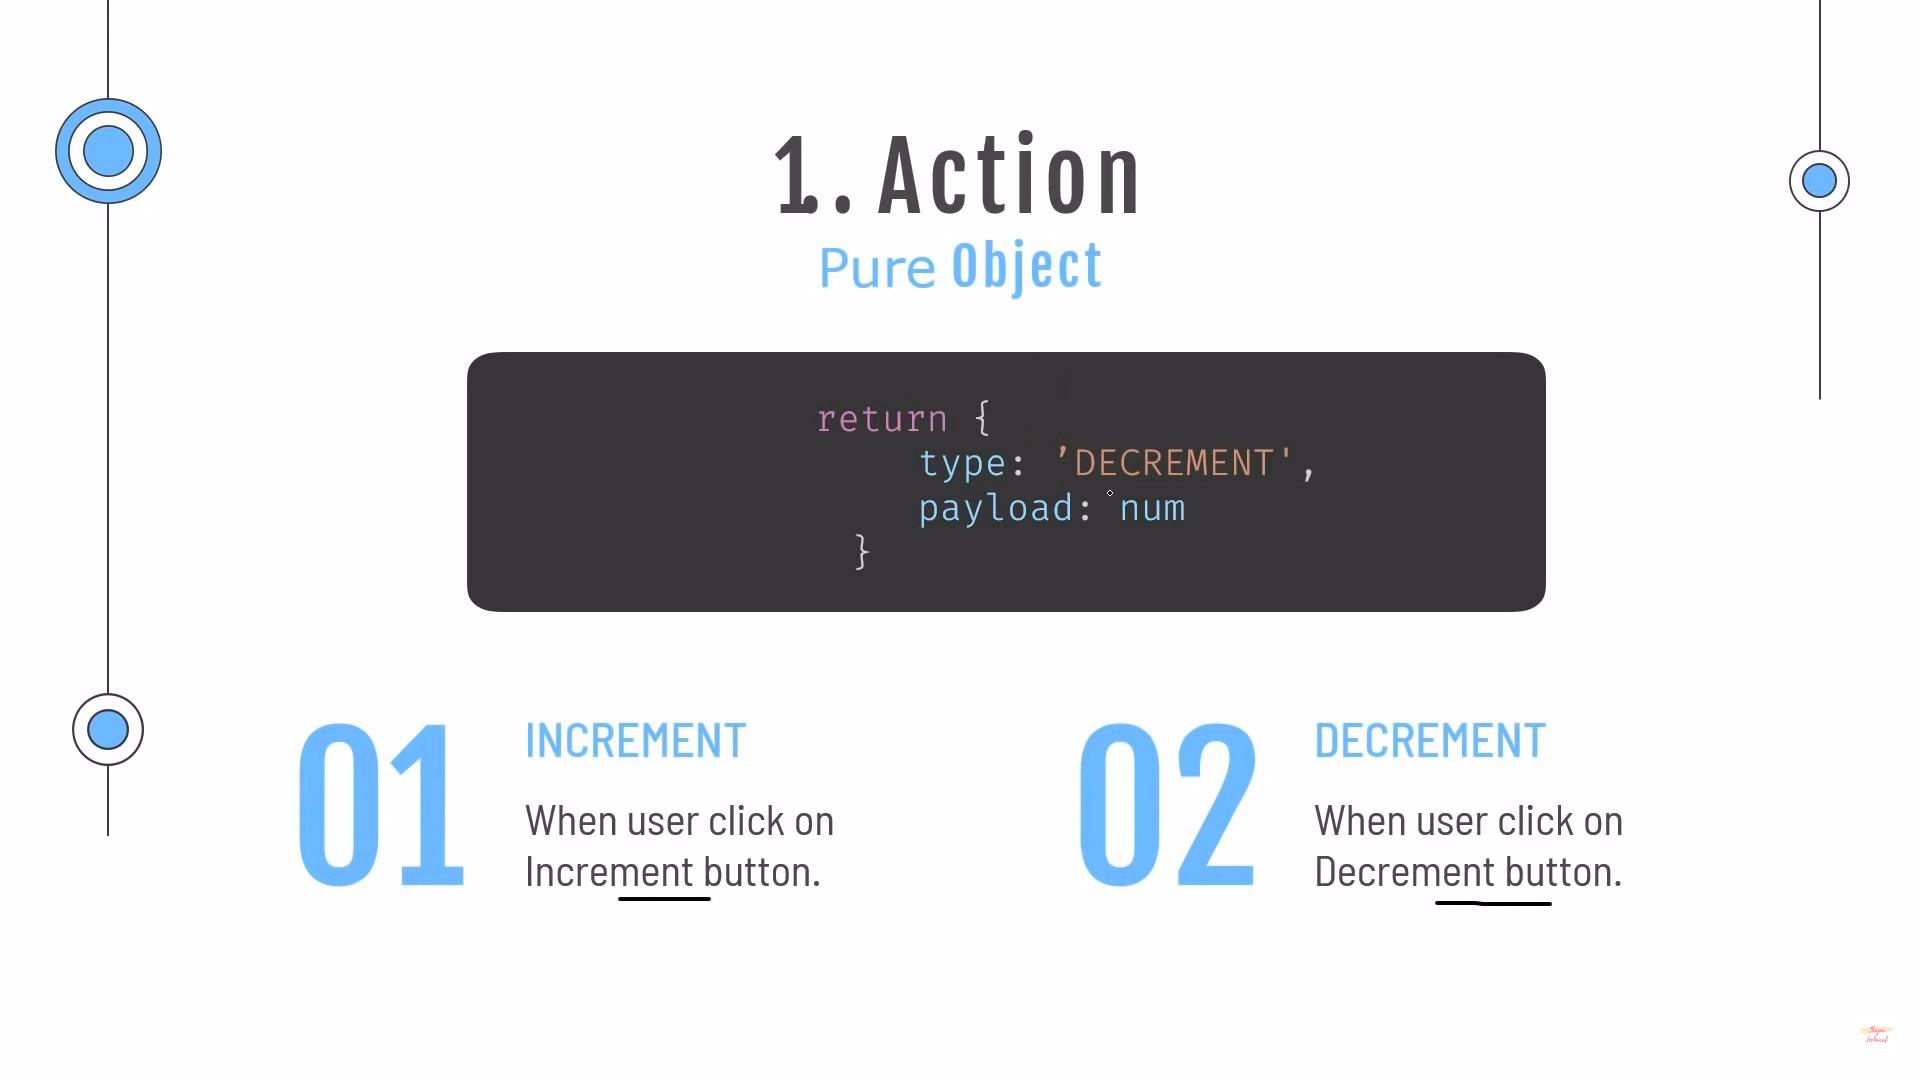 1. . Action
Pure Object
return {
type: ’DECREMENT',
payload: num
}
01
INCREMENT
When user click on
Increment button.
02
DECREMENT
When user click on
Decrement button.